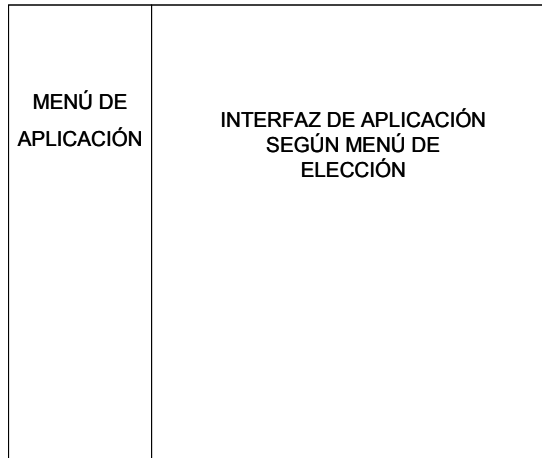 MENÚ DE
APLICACIÓN
INTERFAZ DE APLICACIÓN
SEGÚN MENÚ DE
ELECCIÓN